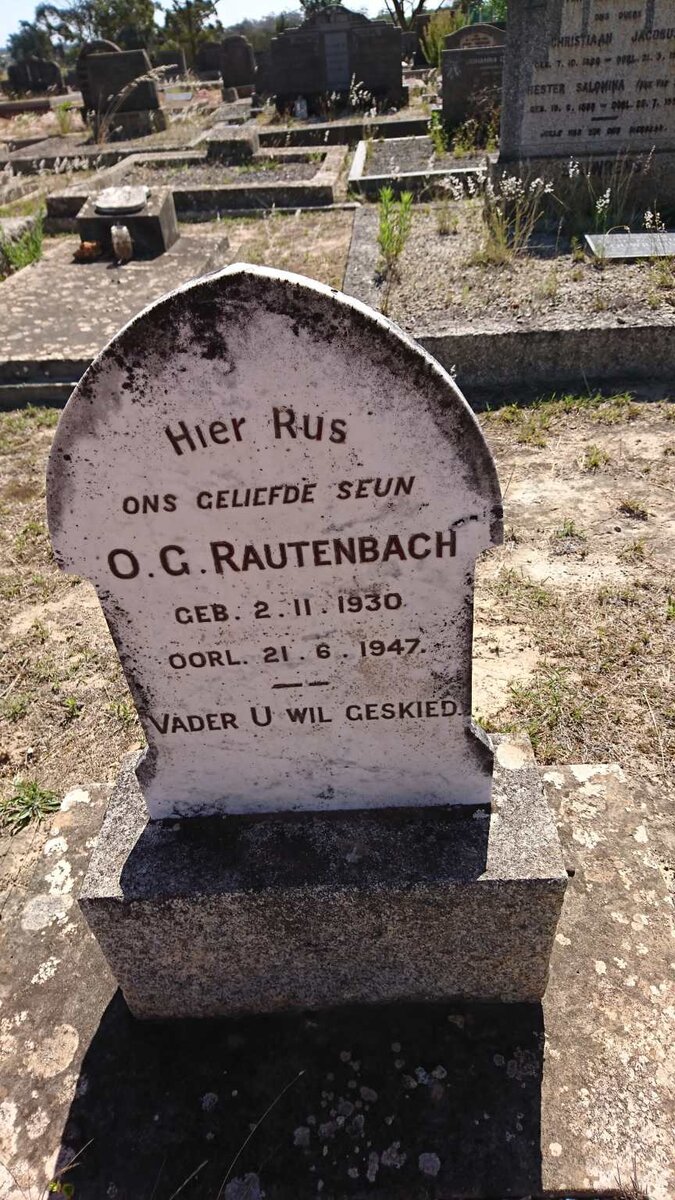 Hier Rus
ONS GELIEFDE SEUN
O. G. RAUTENBACH
GEB. 2. 11. 1930
OORL. 21. 6. 1947.
VADER U WIL GESKIED.
CHRISTIAAN JACOBUS
HESTER SALOMINA